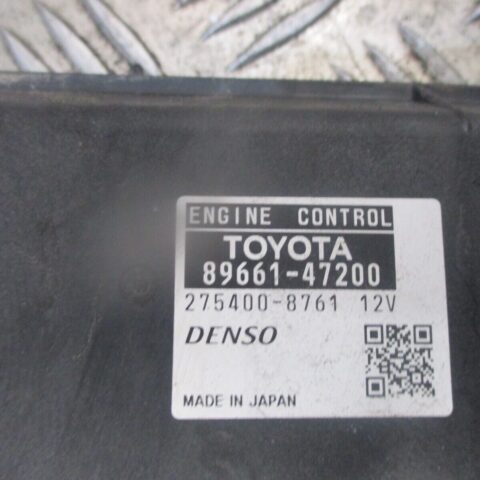 ENGINE CONTROL
TOYOTA
89661-47200
275400-8761 12V
DENSO
MADE IN JAPAN